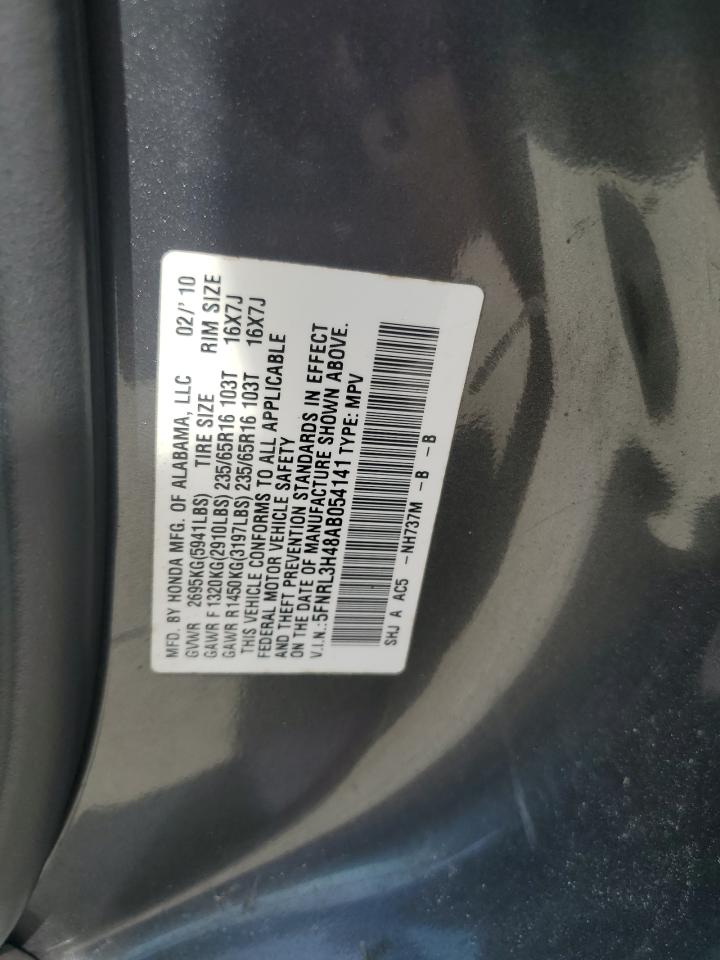 MFD. BY HONDA MFG. OF ALABAMA, LLC 02/' 10
GVWR 2695KG(5941LBS) TIRE SIZE RIM SIZE
GAWR F 1320KG(2910LBS) 235/65R16 103T 16X7J
GAWR R1450KG(3197LBS) 235/65R16 103T 16X7J
THIS VEHICLE CONFORMS TO ALL APPLICABLE
FEDERAL MOTOR VEHICLE SAFETY
AND THEFT PREVENTION STANDARDS IN EFFECT
ON THE DATE OF MANUFACTURE SHOWN ABOVE.
V.I.N.:5FNRL3H48AB054141 TYPE: MPV
SHJ A AC5 -NH737M -B -B